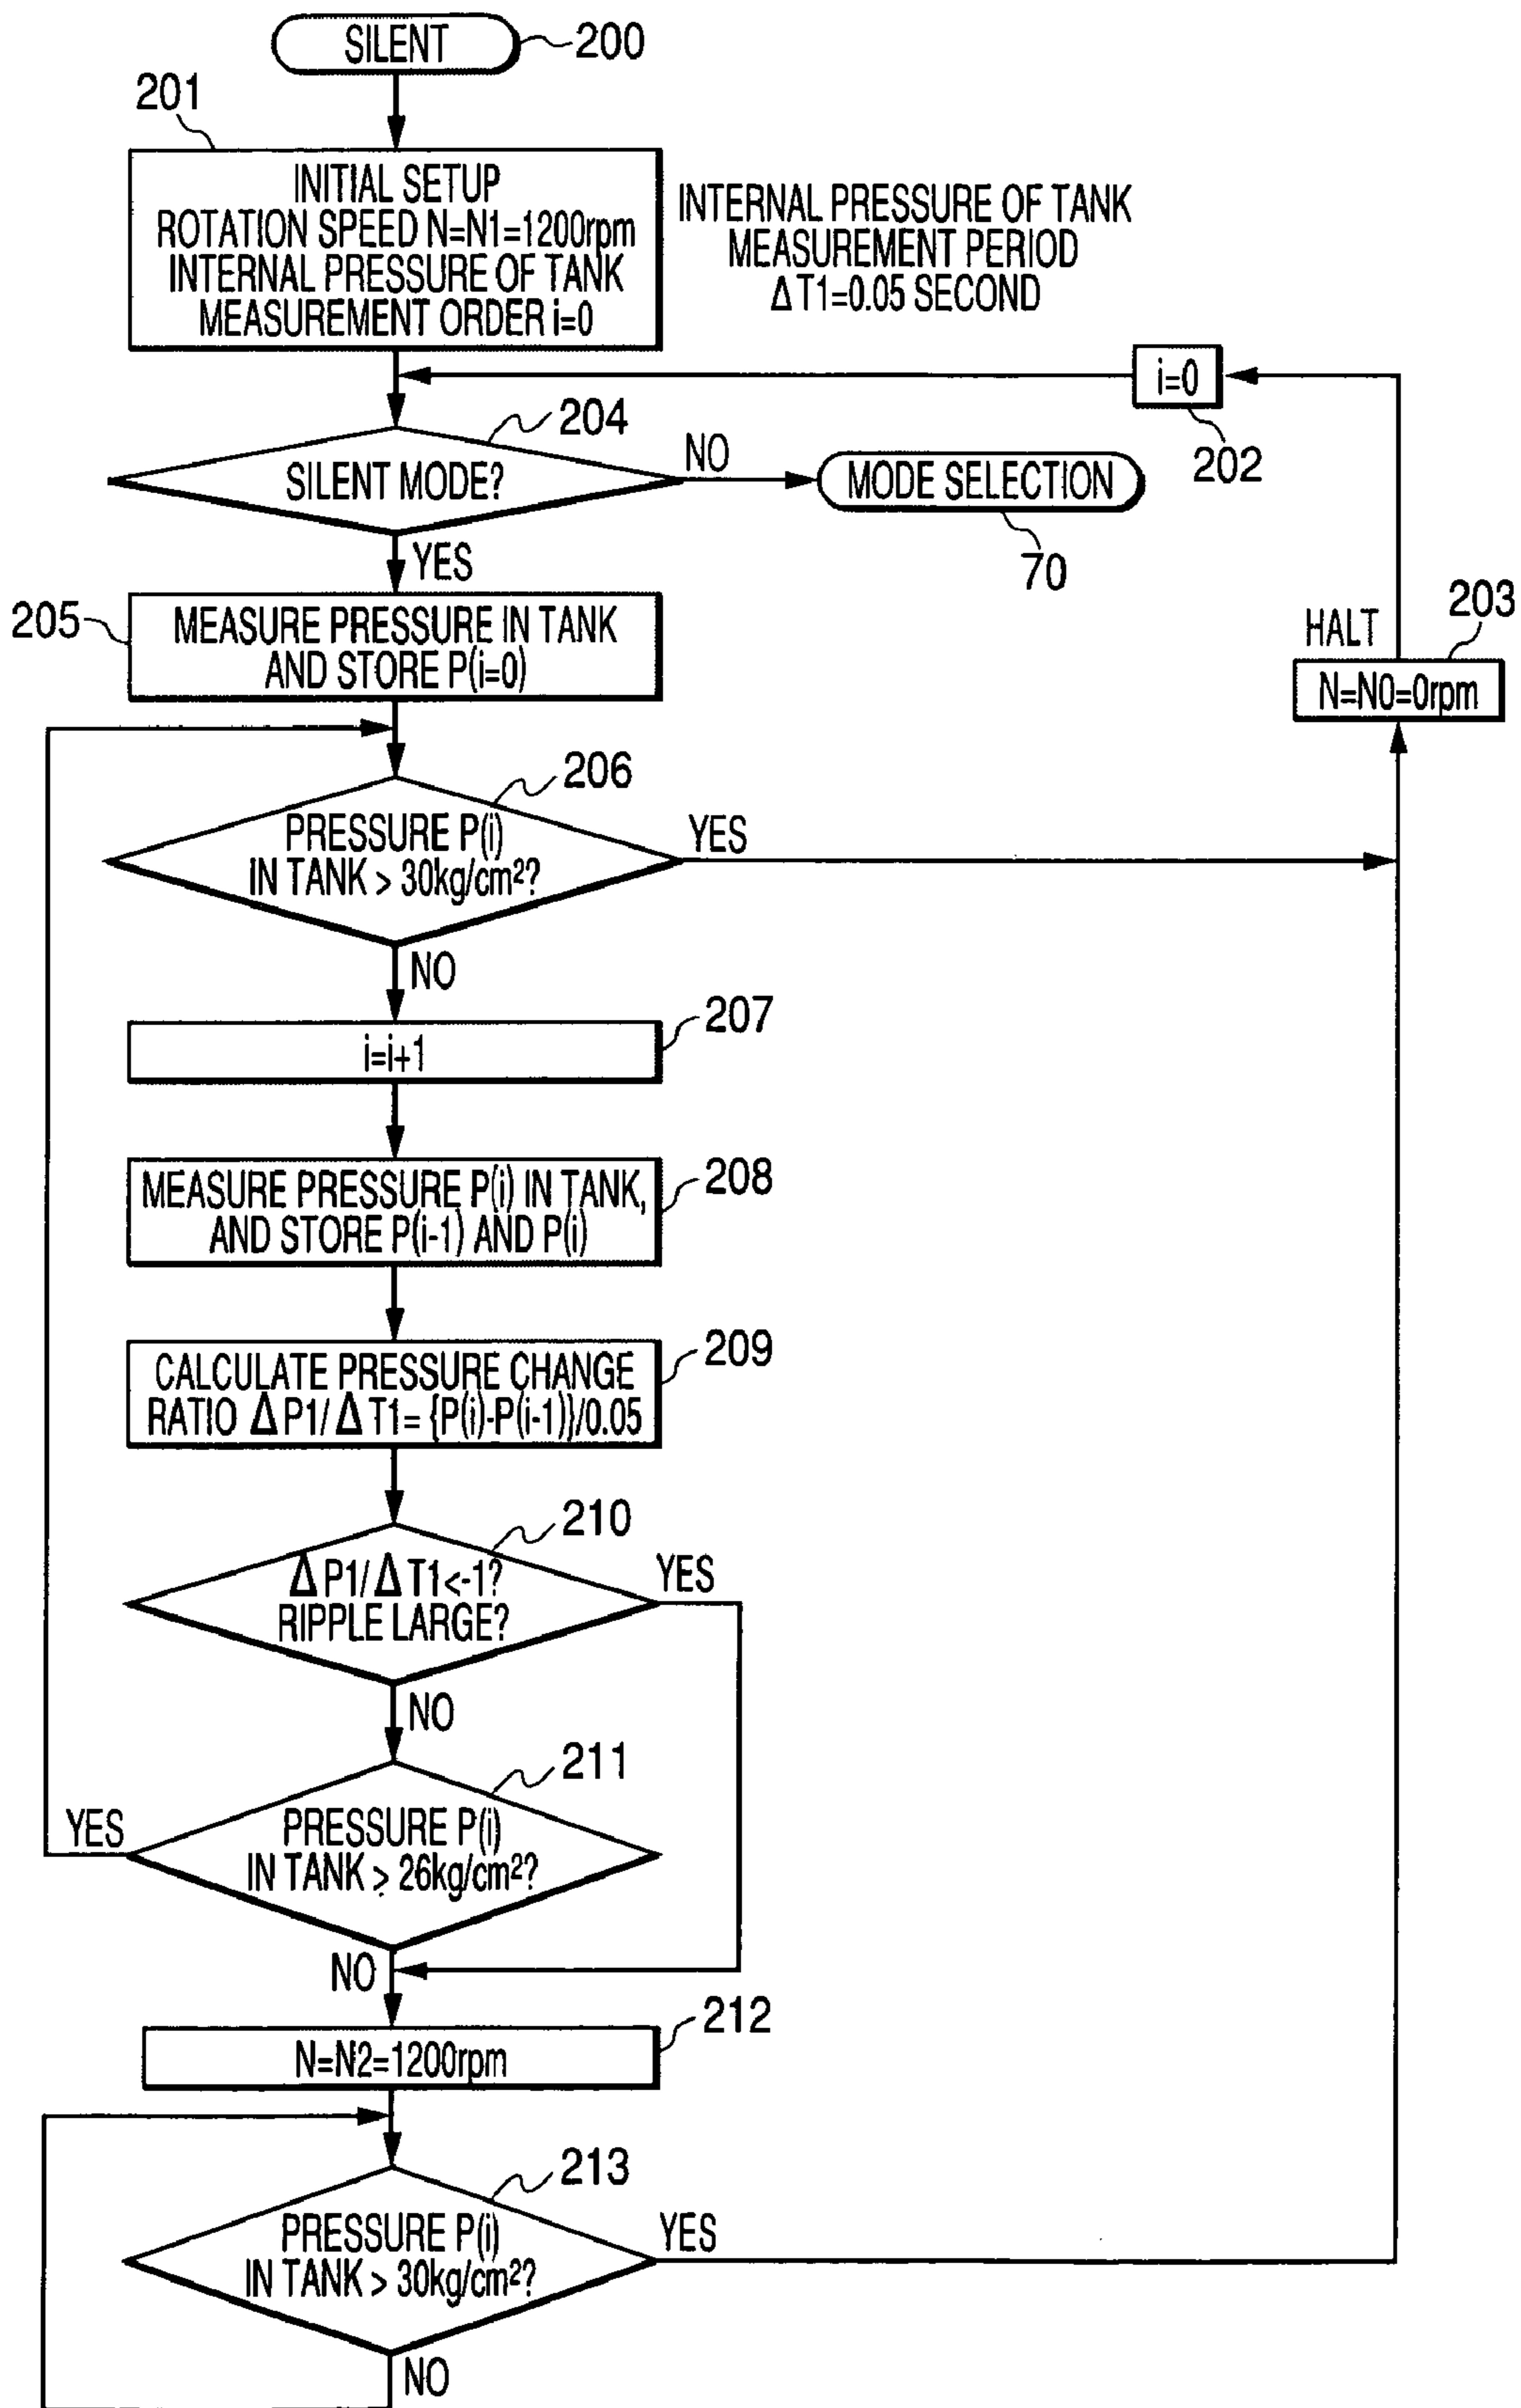 SILENT
200
201
INITIAL SETUP
ROTATION SPEED N=N1=1200rpm
INTERNAL PRESSURE OF TANK
MEASUREMENT ORDER i=0
INTERNAL PRESSURE OF TANK
MEASUREMENT PERIOD
ΔT1=0.05 SECOND
i=0
202
204
SILENT MODE?
NO
MODE SELECTION
70
YES
205
MEASURE PRESSURE IN TANK
AND STORE P(i=0)
203
HALT
N=N0=0rpm
206
PRESSURE P(i)
IN TANK > 30kg/cm²?
YES
NO
207
i=i+1
208
MEASURE PRESSURE P(i) IN TANK,
AND STORE P(i-1) AND P(i)
209
CALCULATE PRESSURE CHANGE
RATIO ΔP1/ΔT1= {P(i)-P(i-1)}/0.05
210
ΔP1/ΔT1<-1?
RIPPLE LARGE?
YES
NO
211
PRESSURE P(i)
IN TANK > 26kg/cm²?
YES
NO
212
N=N2=1200rpm
213
PRESSURE P(i)
IN TANK > 30kg/cm²?
YES
NO